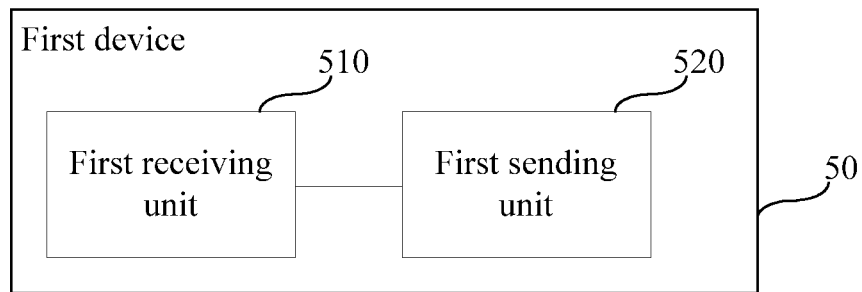 First device
510
520
First receiving
unit
First sending
unit
50